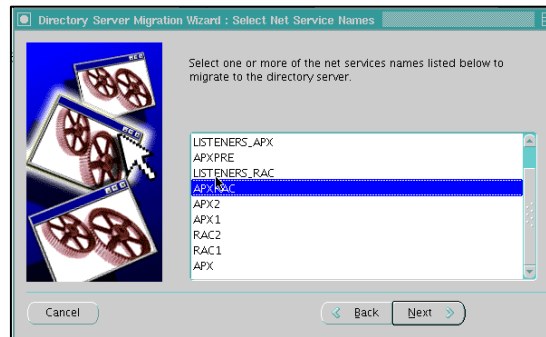 Directory Server Migration Wizard : Select Net Service Names
Select one or more of the net services names listed below to
migrate to the directory server.
LISTENERS_APX
APXPRE
LISTENERS_RAC
APXRAC
APX2
APX1
RAC2
RAC1
APX
Cancel
Back
Next